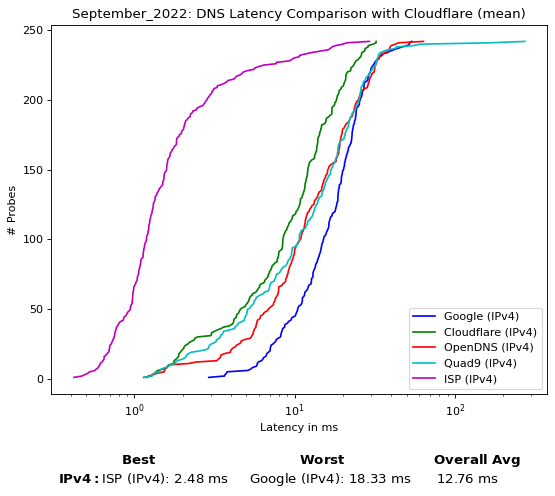 September_2022: DNS Latency Comparison with Cloudflare (mean)
250
200
150
100
50
0
# Probes
Google (IPv4)
Cloudflare (IPv4)
OpenDNS (IPv4)
Quad9 (IPv4)
ISP (IPv4)
10⁰ 10¹ 10²
Latency in ms
Best Worst Overall Avg
IPv4: ISP (IPv4): 2.48 ms Google (IPv4): 18.33 ms 12.76 ms